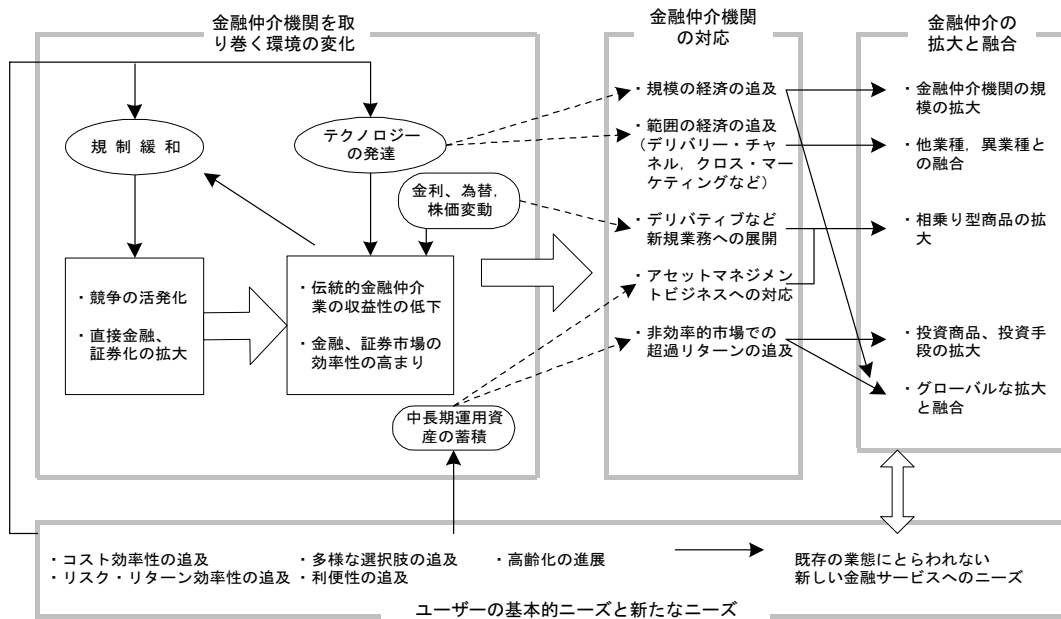 金融仲介機関を取
り巻く環境の変化
規 制 緩 和
テクノロジー
の発達
金利、為替,
株価変動
・競争の活発化
・直接金融、
証券化の拡大
・伝統的金融仲介
業の収益性の低下
・金融、証券市場の
効率性の高まり
中長期運用資
産の蓄積
金融仲介機関
の対応
・規模の経済の追及
・範囲の経済の追及
（デリバリー・チャ
ネル，クロス・マー
ケティングなど）
・デリバティブなど
新規業務への展開
・アセットマネジメン
トビジネスへの対応
・非効率的市場での
超過リターンの追及
金融仲介の
拡大と融合
・金融仲介機関の規
模の拡大
・他業種，異業種と
の融合
・相乗り型商品の拡
大
・投資商品、投資手
段の拡大
・グローバルな拡大
と融合
・コスト効率性の追及
・リスク・リターン効率性の追及
・多様な選択肢の追及
・利便性の追及
・高齢化の進展
既存の業態にとらわれない
新しい金融サービスへのニーズ
ユーザーの基本的ニーズと新たなニーズ